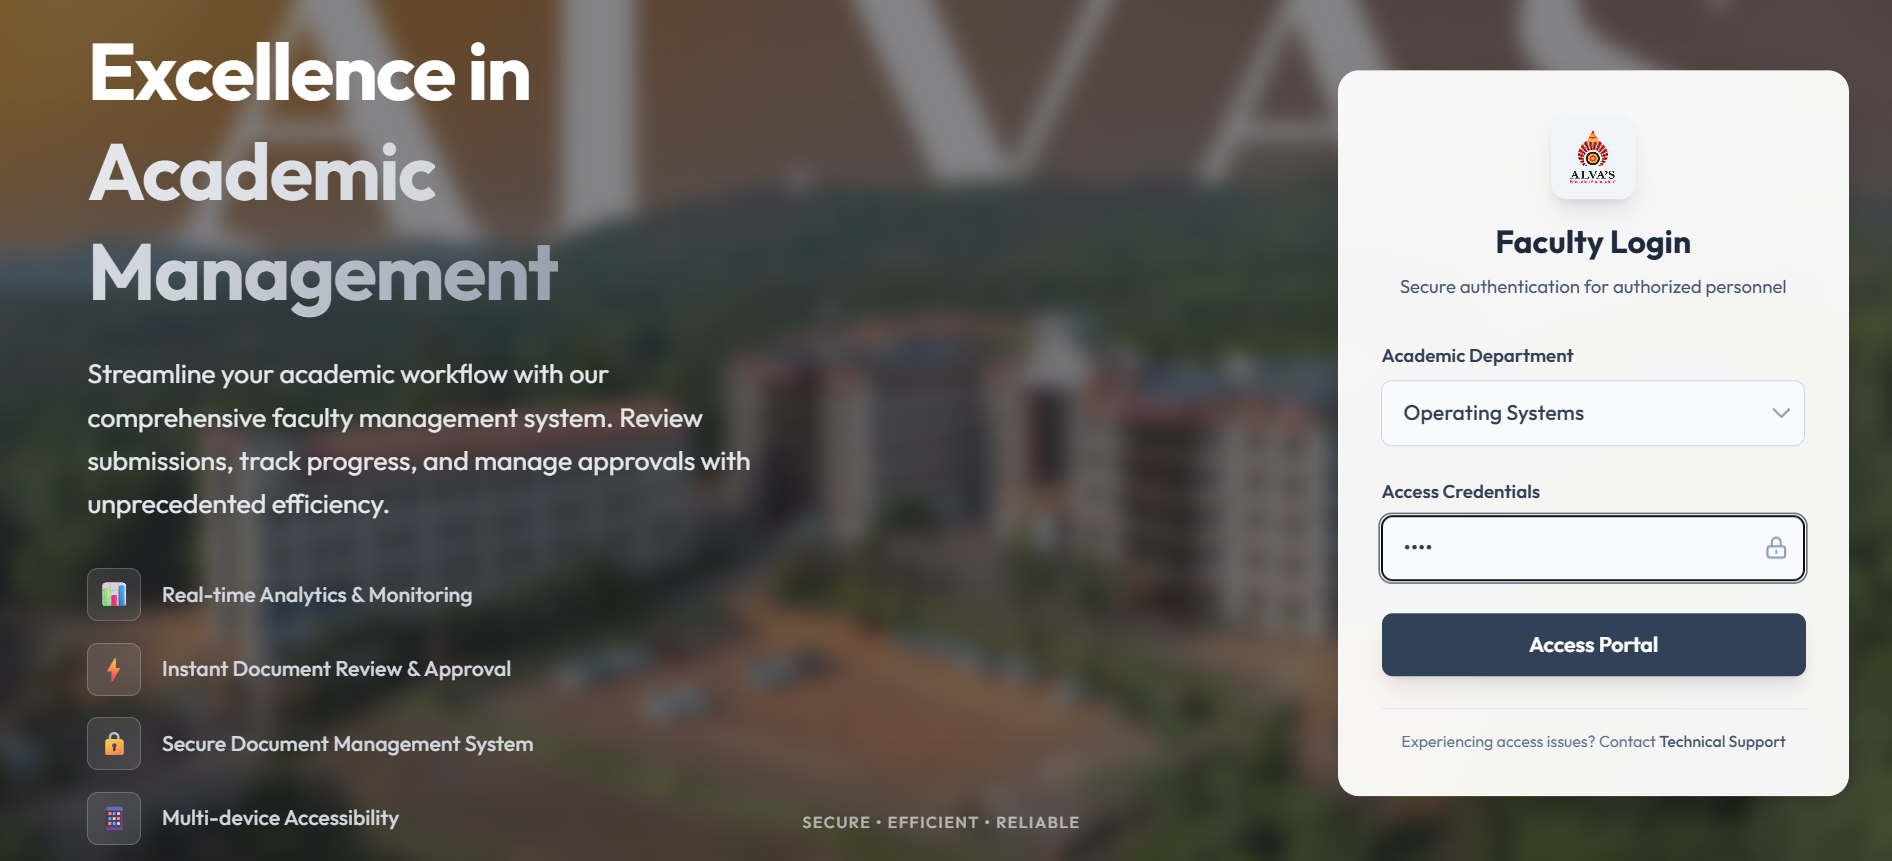 ALVAS
Excellence in
Academic
Management
Streamline your academic workflow with our
comprehensive faculty management system. Review
submissions, track progress, and manage approvals with
unprecedented efficiency.
Real-time Analytics & Monitoring
Instant Document Review & Approval
Secure Document Management System
Multi-device Accessibility
SECURE • EFFICIENT • RELIABLE
ALVA'S
Education Foundation
Faculty Login
Secure authentication for authorized personnel
Academic Department
Operating Systems
Access Credentials
••••
Access Portal
Experiencing access issues? Contact Technical Support